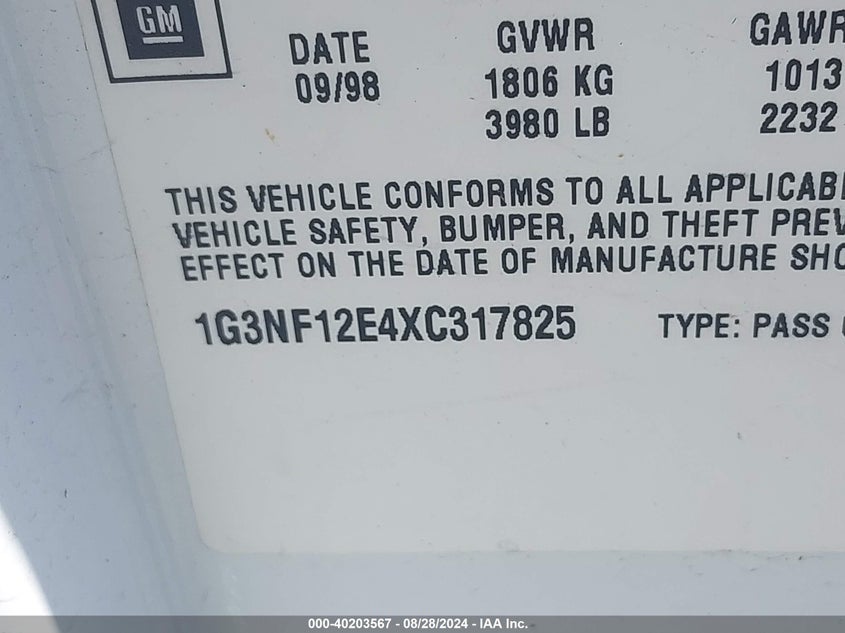 GM
DATE GVWR GAWR
09/98 1806 KG 1013
3980 LB 2232
THIS VEHICLE CONFORMS TO ALL APPLICABL
VEHICLE SAFETY, BUMPER, AND THEFT PREV
EFFECT ON THE DATE OF MANUFACTURE SHO
1G3NF12E4XC317825 TYPE: PASS
000-40203567 - 08/28/2024 - IAA Inc.